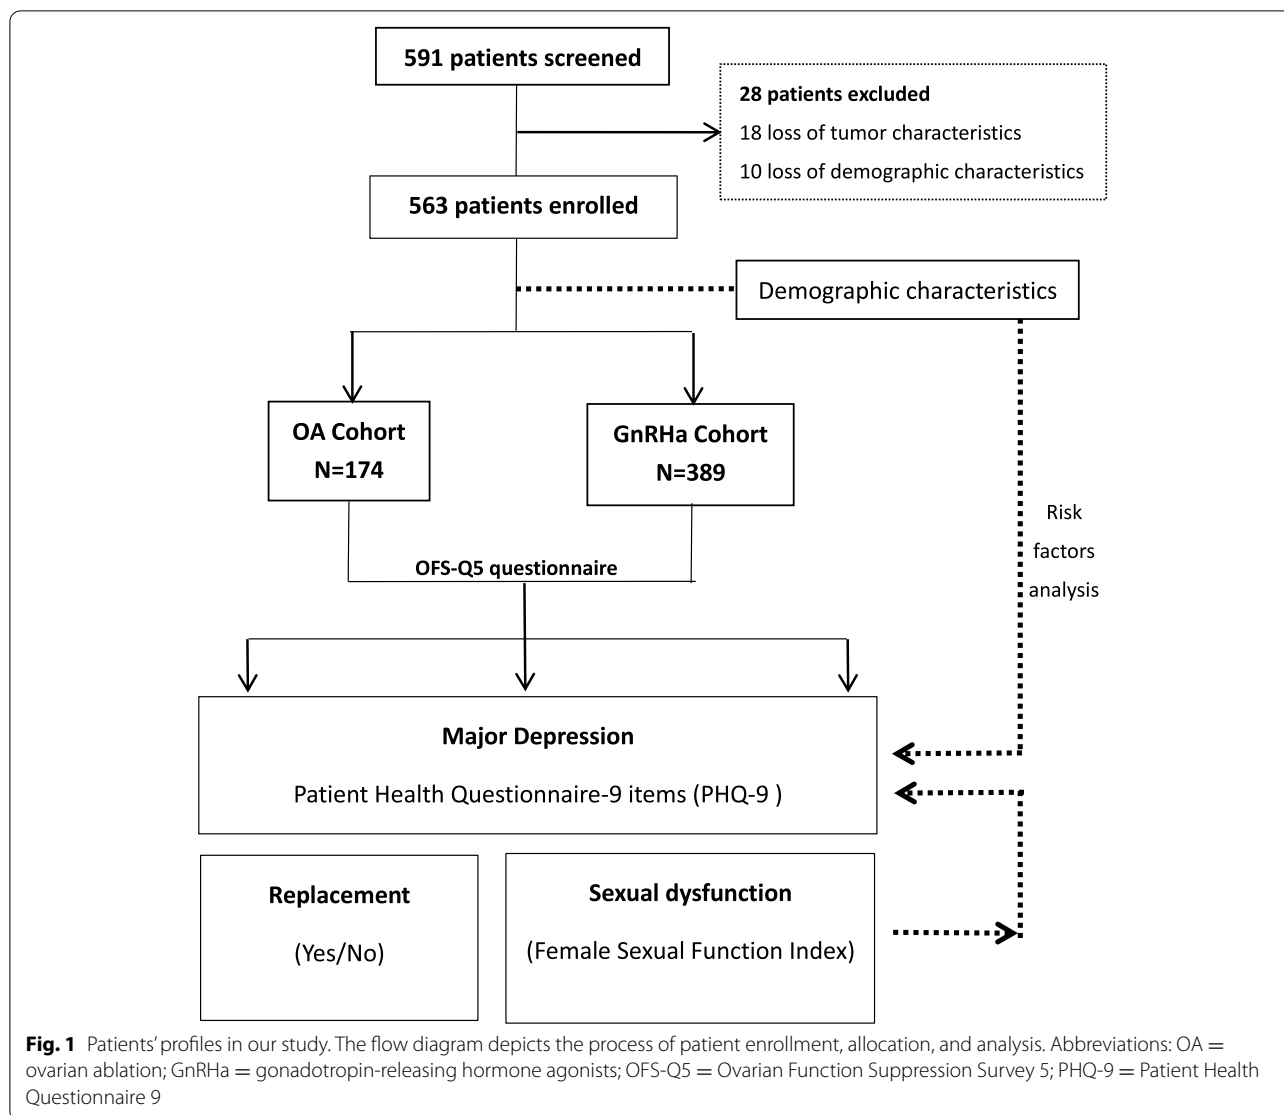 591 patients screened
28 patients excluded
18 loss of tumor characteristics
10 loss of demographic characteristics
563 patients enrolled
Demographic characteristics
OA Cohort
N=174
GnRHa Cohort
N=389
Risk
factors
analysis
OFS-Q5 questionnaire
Major Depression
Patient Health Questionnaire-9 items (PHQ-9 )
Replacement
(Yes/No)
Sexual dysfunction
(Female Sexual Function Index)
Fig. 1 Patients' profiles in our study. The flow diagram depicts the process of patient enrollment, allocation, and analysis. Abbreviations: OA =
ovarian ablation; GnRHa = gonadotropin-releasing hormone agonists; OFS-Q5 = Ovarian Function Suppression Survey 5; PHQ-9 = Patient Health
Questionnaire 9